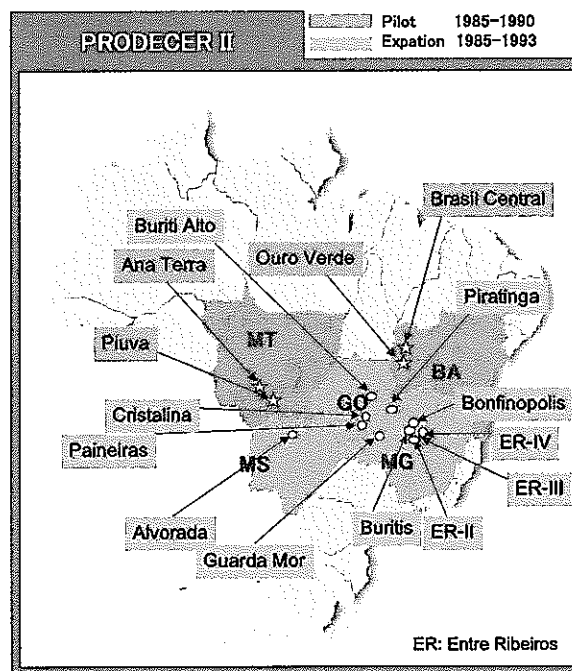 PRODECER II
Pilot 1985-1990
Expation 1985-1993
Brasil Central
Buriti Alto
Ouro Verde
Ana Terra
Piratinga
MT
Piuva
BA
GO
Cristalina
Bonfinopolis
Paineiras
ER-IV
MS
MG
ER-III
Alvorada
Buritis
ER-II
Guarda Mor
ER: Entre Ribeiros